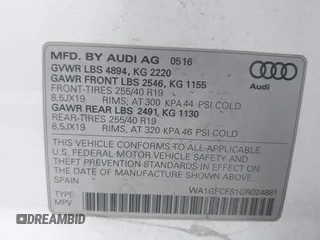 MFD. BY AUDI AG 0516
GVWR LBS 4894, KG 2220
GAWR FRONT LBS 2546, KG 1155
FRONT-TIRES 255/40 R19
8,5JX19 RIMS, AT 300 KPA 44 PSI COLD
GAWR REAR LBS 2491, KG 1130
REAR-TIRES 255/40 R19
8,5JX19 RIMS, AT 320 KPA 46 PSI COLD
Audi
THIS VEHICLE CONFORMS TO ALL APPLICABLE
U.S. FEDERAL MOTOR VEHICLE SAFETY
STANDARDS IN EFFECT ON THE DATE OF
MANUFACTURE SHOWN ABOVE.
SPAIN
TYPE: WA1GFCFS1GR024881
MPV
DREAMBID